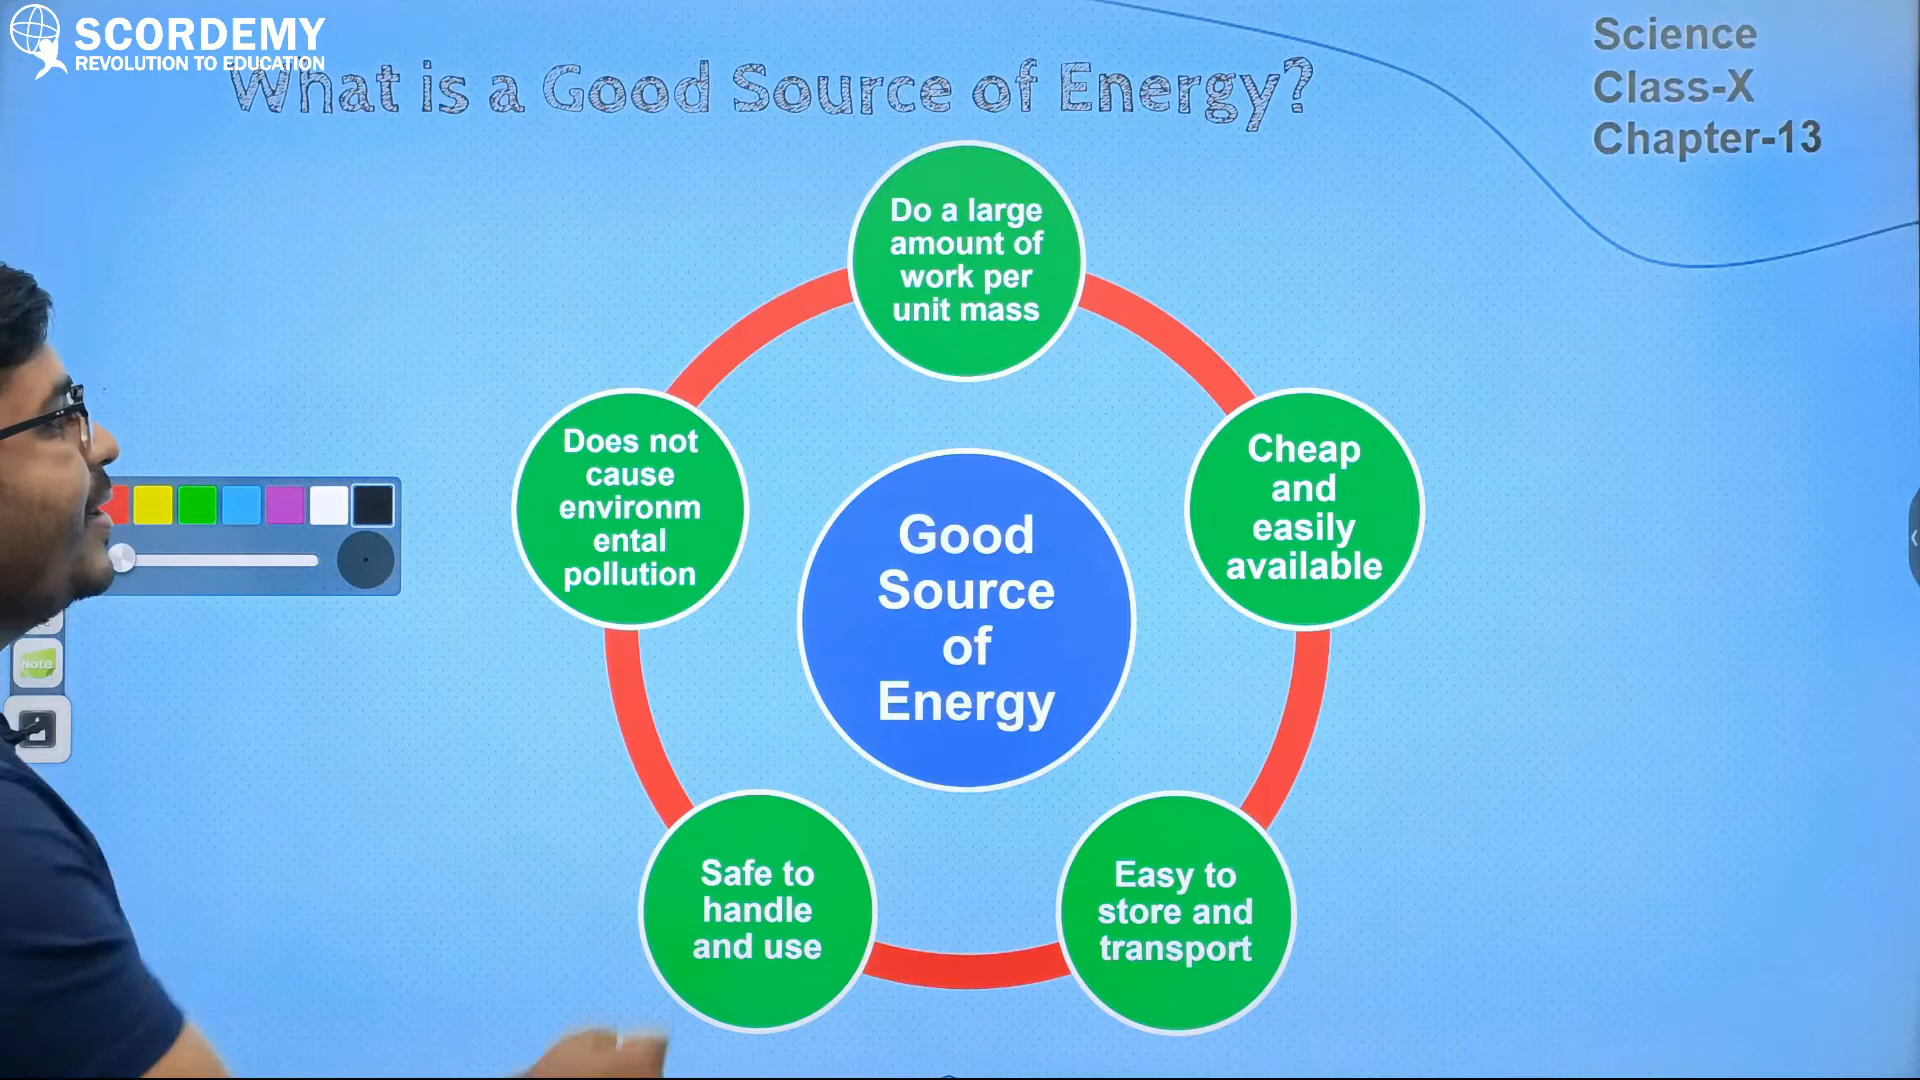 SCORDEMY
REVOLUTION TO EDUCATION
What is a Good Source of Energy?
Science
Class-X
Chapter-13
Do a large
amount of
work per
unit mass
Does not
cause
environm
ental
pollution
Cheap
and
easily
available
Good
Source
of
Energy
Note
Safe to
handle
and use
Easy to
store and
transport